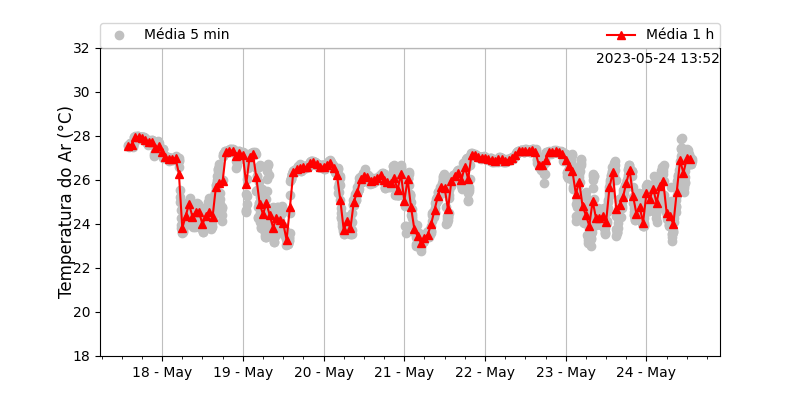 Média 5 min
Média 1 h
2023-05-24 13:52
Temperatura do Ar (°C)
32
30
28
26
24
22
20
18
18 - May
19 - May
20 - May
21 - May
22 - May
23 - May
24 - May